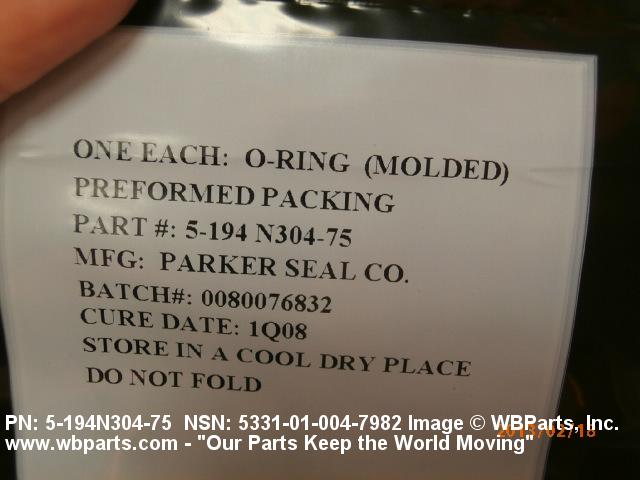 ONE EACH: O-RING (MOLDED)
PREFORMED PACKING
PART #: 5-194 N304-75
MFG: PARKER SEAL CO.
BATCH#: 0080076832
CURE DATE: 1Q08
STORE IN A COOL DRY PLACE
DO NOT FOLD
PN: 5-194N304-75 NSN: 5331-01-004-7982 Image © WBParts, Inc.
www.wbparts.com - "Our Parts Keep the World Moving"